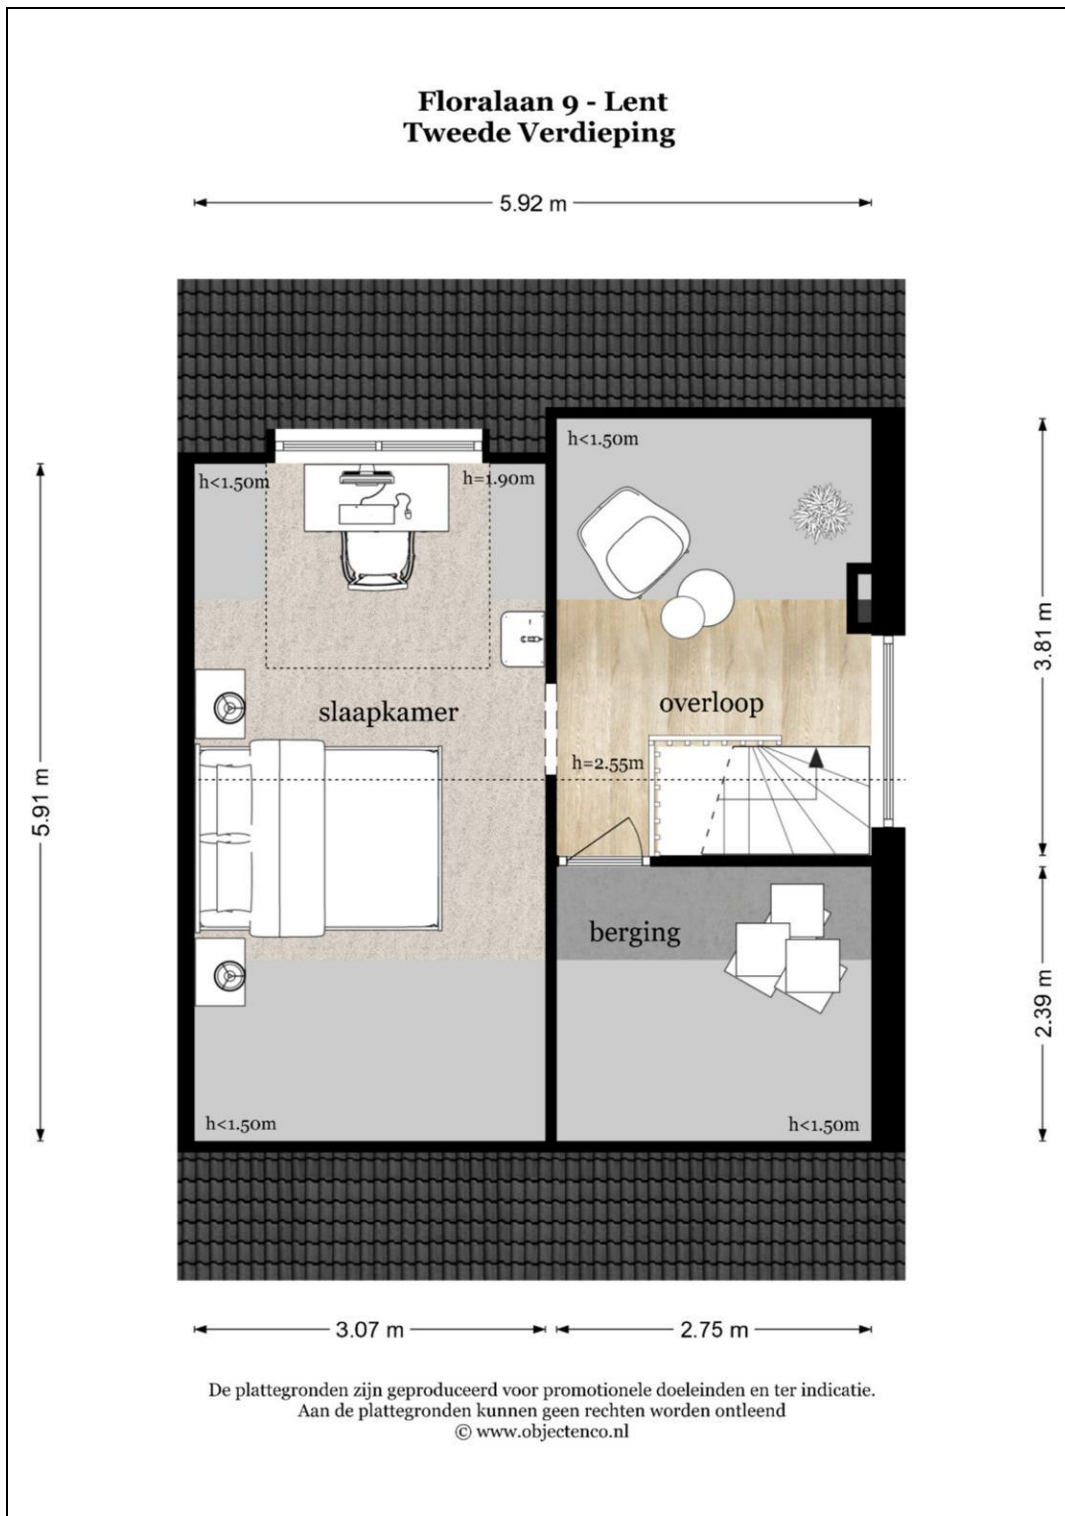 Floralaan 9 - Lent
Tweede Verdieping
5.92 m
h<1.50m
h<1.50m
h=1.90m
5.91 m
3.81 m
slaapkamer
overloop
h=2.55m
berging
2.39 m
h<1.50m
h<1.50m
3.07 m
2.75 m
De plattegronden zijn geproduceerd voor promotionele doeleinden en ter indicatie.
Aan de plattegronden kunnen geen rechten worden ontleend
© www.objectenco.nl